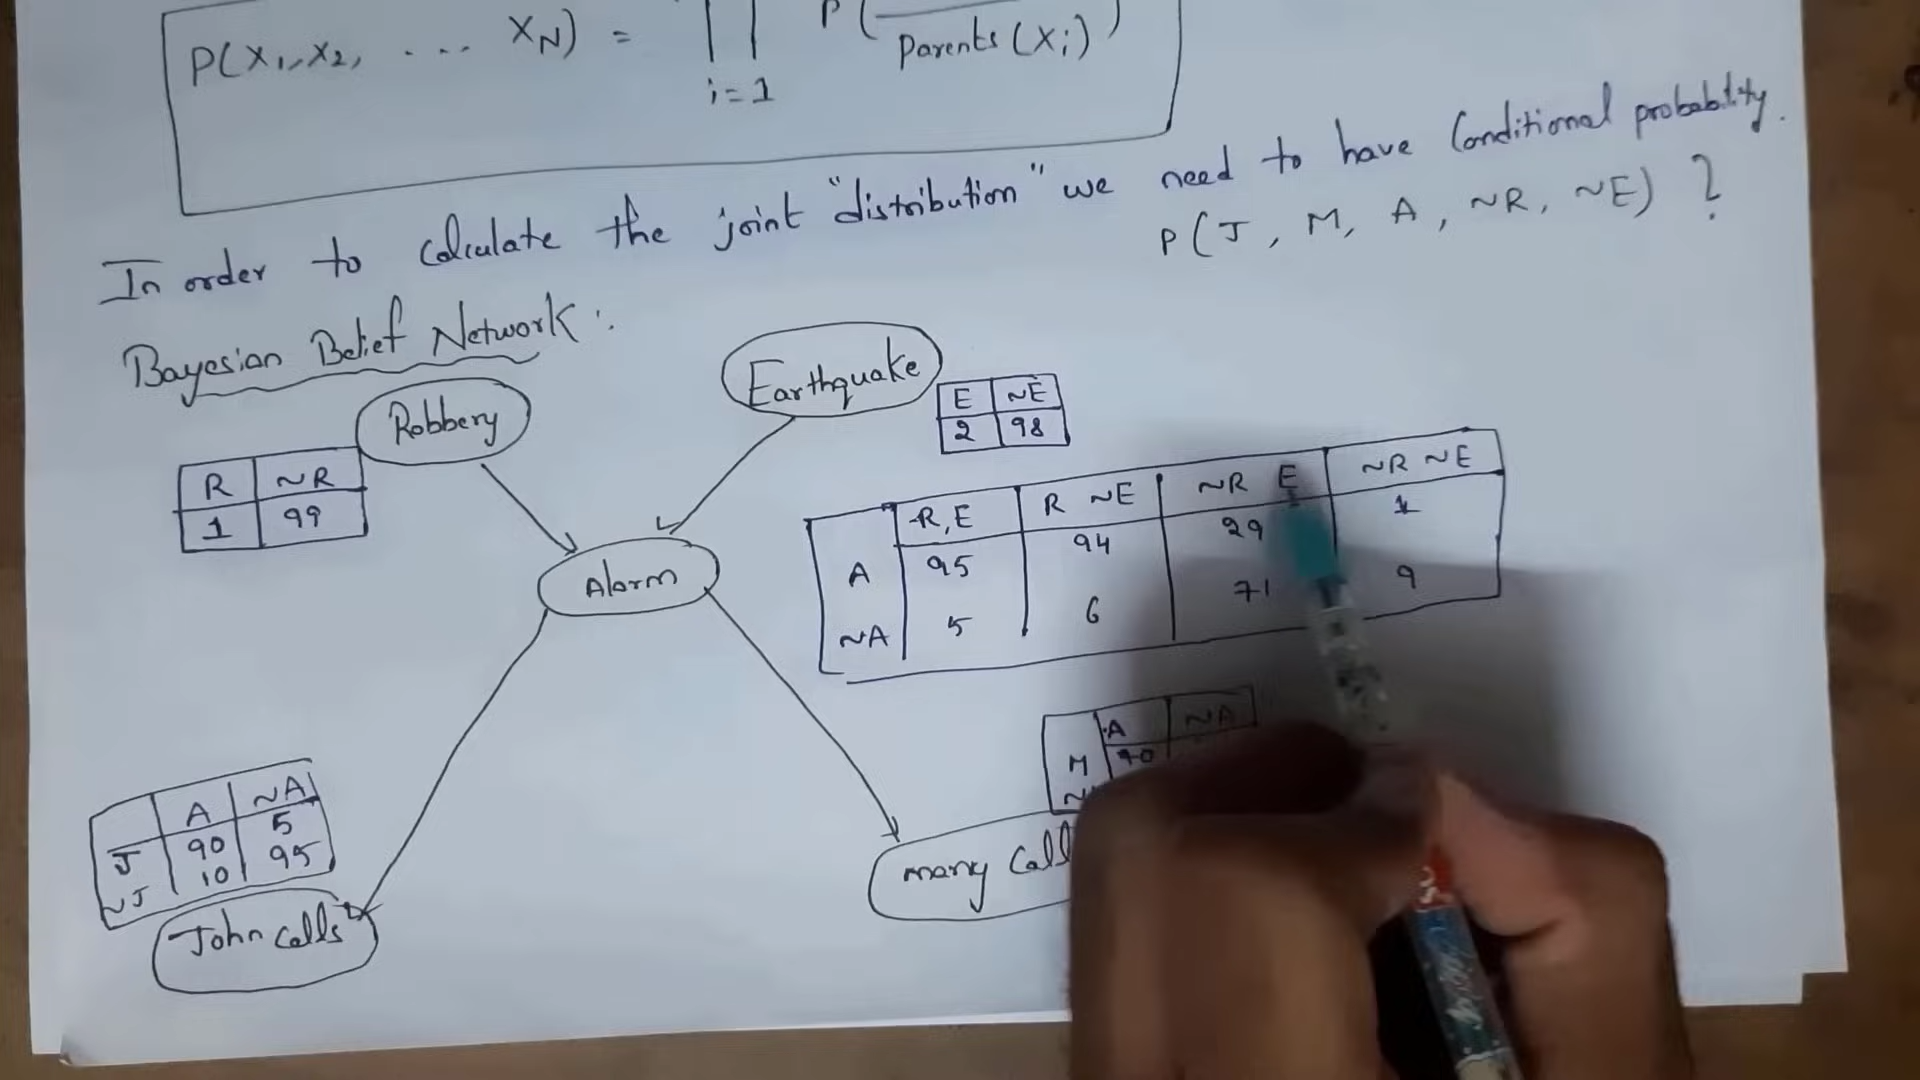 P(X1, X2, .... XN) = ∏ P(
Parents (Xi) )
i=1
In order to calculate the joint "distribution" we need to have Conditional probability.
P(J, M, A, ~R, ~E) ?
Bayesian Belief Network:
Robbery
Earthquake
E ~E
2 98
R ~R
1 99
Alarm
R,E R ~E ~R E ~R ~E
A 95 94 29 1
~A 5 6 71 9
A ~A
M
A ~A
J 90 5
~J 10 95
John calls
many Call